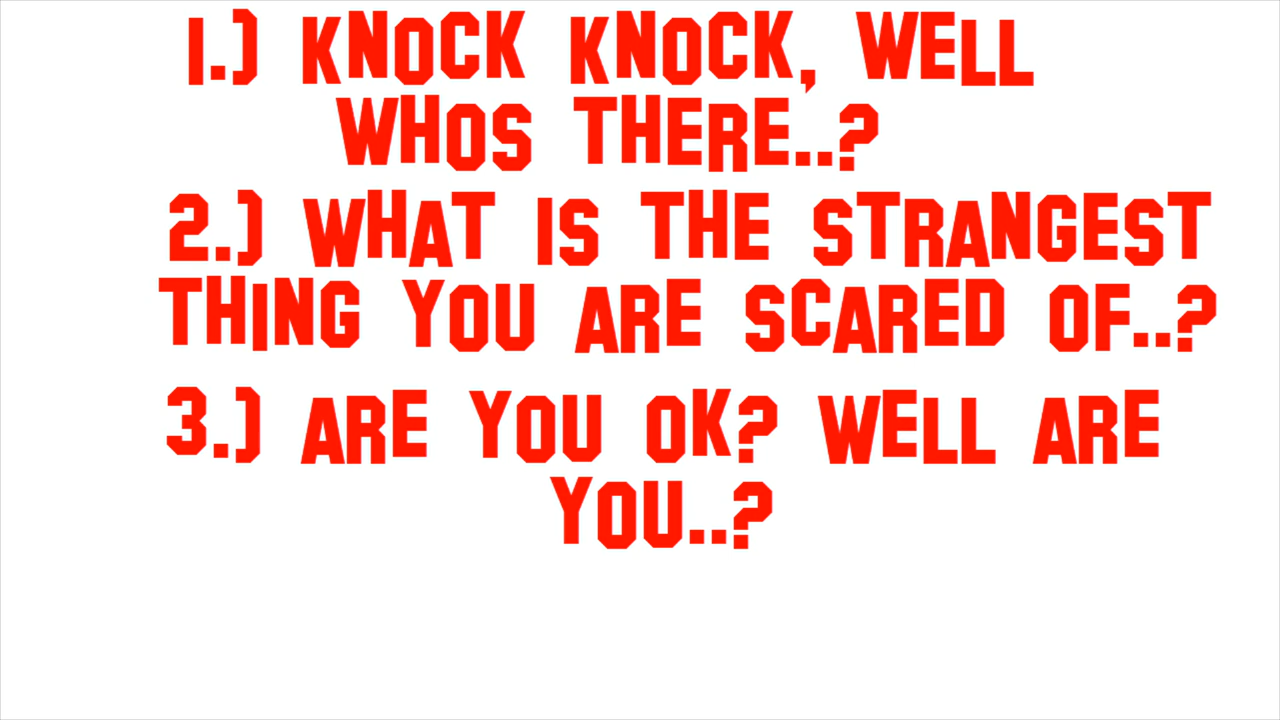 1.) KNOCK KNOCK, WELL
WHOS THERE..?
2.) WHAT IS THE STRANGEST
THING YOU ARE SCARED OF..?
3.) ARE YOU OK? WELL ARE
YOU..?